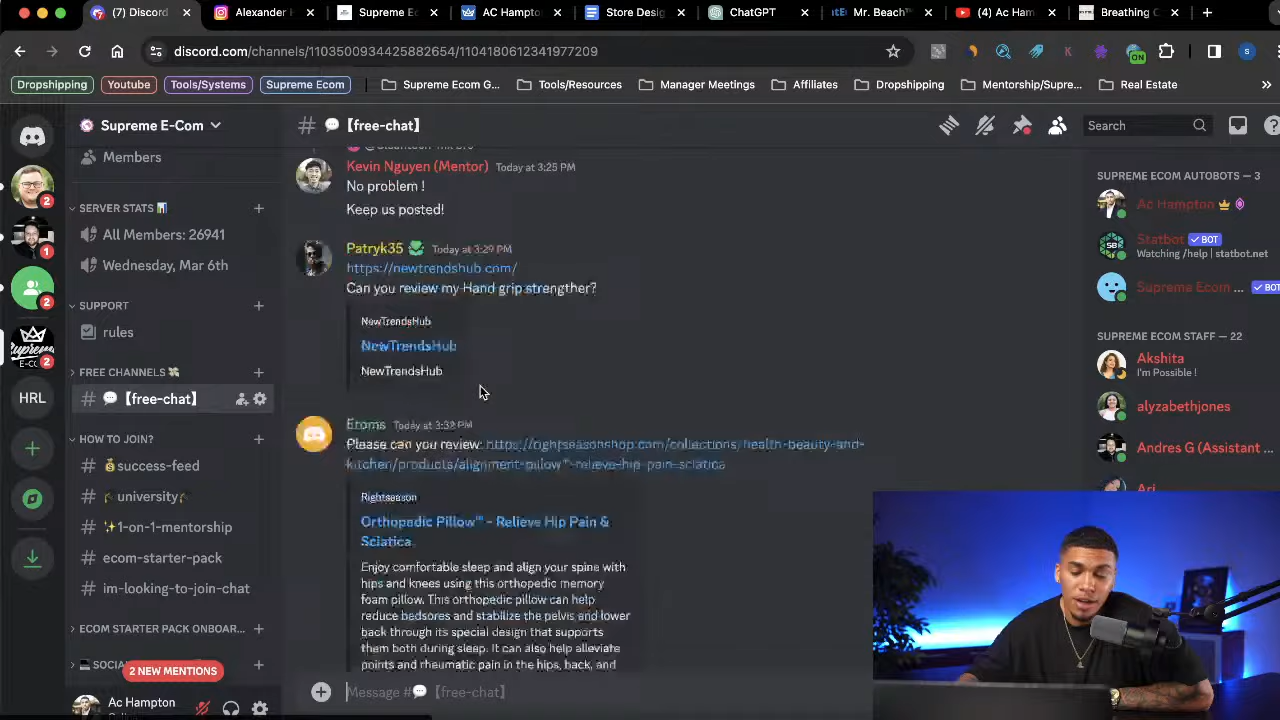 (7) Discord
Alexander H
Supreme E
AC Hampto
Store Desig
ChatGPT
Mr. Beach™
(4) Ac Ham
Breathing C
discord.com/channels/1103500934425882654/1104180612341977209
ON
S
Dropshipping
Youtube
Tools/Systems
Supreme Ecom
Supreme Ecom G...
Tools/Resources
Manager Meetings
Affiliates
Dropshipping
Mentorship/Supre...
Real Estate
Supreme E-Com
【free-chat】
Search
Members
SERVER STATS
All Members: 26941
Wednesday, Mar 6th
SUPPORT
rules
FREE CHANNELS
【free-chat】
HOW TO JOIN?
success-feed
university
1-on-1-mentorship
ecom-starter-pack
im-looking-to-join-chat
ECOM STARTER PACK ONBOAR...
SOCIA
2 NEW MENTIONS
Ac Hampton
2
1
2
2
HRL
Kevin Nguyen (Mentor) Today at 3:25 PM
No problem !
Keep us posted!
Patryk35 Today at 3:29 PM
https://newtrendshub.com/
Can you review my Hand grip strengther?
NewTrendsHub
NewTrendsHub
NewTrendsHub
Eroms Today at 3:32 PM
Please can you review https://rightseasonshop.com/collections/health-beauty-and-
kitchen/products/alignment-pillow™-relieve-hip-pain-sciatica
Rightseason
Orthopedic Pillow™ - Relieve Hip Pain &
Sciatica
Enjoy comfortable sleep and align your spine with
hips and knees using this orthopedic memory
foam pillow. This orthopedic pillow can help
reduce bedsores and stabilize the pelvis and lower
back through its special design that supports
them both during sleep. It can also help alleviate
points and rheumatic pain in the hips, back, and
Message #【free-chat】
SUPREME ECOM AUTOBOTS — 3
Ac Hampton
Statbot BOT
Watching /help | statbot.net
Supreme Ecom ... BOT
SUPREME ECOM STAFF — 22
Akshita
I'm Possible !
alyzabethjones
Andres G (Assistant ...
Ari